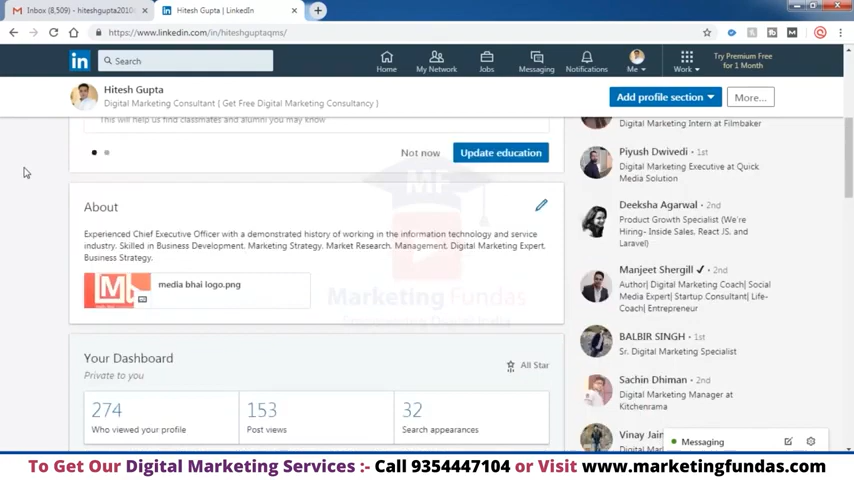 Inbox (8,509) - hiteshgupta2010
Hitesh Gupta | LinkedIn
https://www.linkedin.com/in/hiteshguptaqms/
in
Search
Home
My Network
Jobs
Messaging
Notifications
Me
Work
Try Premium Free
for 1 Month
Hitesh Gupta
Digital Marketing Consultant ( Get Free Digital Marketing Consultancy )
Add profile section
More...
This will help us find classmates and alumni you may know
Not now
Update education
About
Experienced Chief Executive Officer with a demonstrated history of working in the information technology and service
industry. Skilled in Business Development, Marketing Strategy, Market Research, Management, Digital Marketing Expert,
Business Strategy.
media bhai logo.png
MF
Marketing Fundas
Empowering Digital India
Your Dashboard
Private to you
All Star
274
Who viewed your profile
153
Post views
32
Search appearances
Digital Marketing Intern at Filmbaker
Piyush Dwivedi • 1st
Digital Marketing Executive at Quick
Media Solution
Deeksha Agarwal • 2nd
Product Growth Specialist (We're
Hiring- Inside Sales, React JS, and
Laravel)
Manjeet Shergill ✔ • 2nd
Author| Digital Marketing Coach| Social
Media Expert| Startup Consultant| Life-
Coach| Entrepreneur
BALBIR SINGH • 1st
Sr. Digital Marketing Specialist
Sachin Dhiman • 2nd
Digital Marketing Manager at
Kitchenrama
Vinay Jain
Messaging
To Get Our Digital Marketing Services :- Call 9354447104 or Visit www.marketingfundas.com